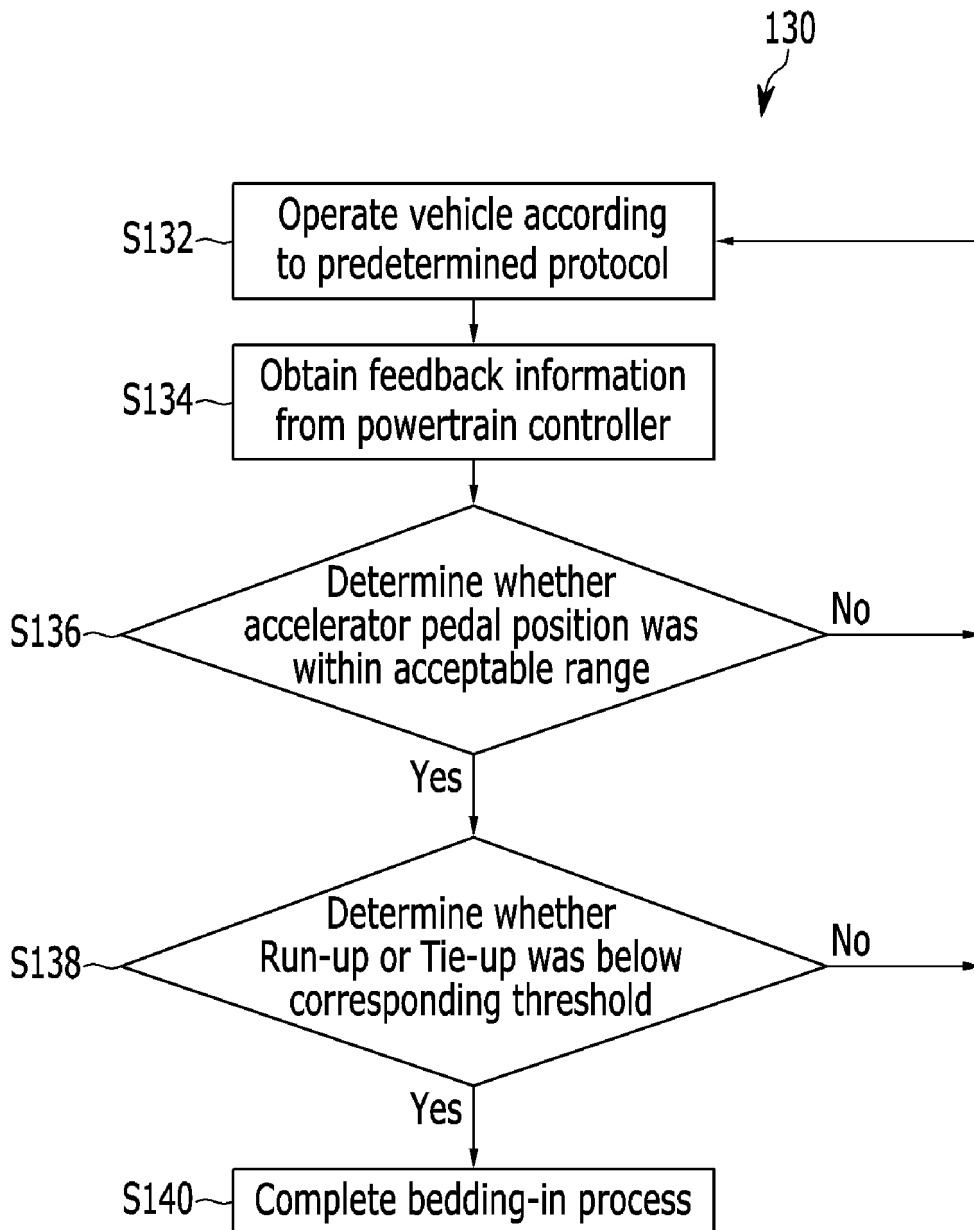 130
S132
Operate vehicle according
to predetermined protocol
S134
Obtain feedback information
from powertrain controller
S136
Determine whether
accelerator pedal position was
within acceptable range
No
Yes
S138
Determine whether
Run-up or Tie-up was below
corresponding threshold
No
Yes
S140
Complete bedding-in process